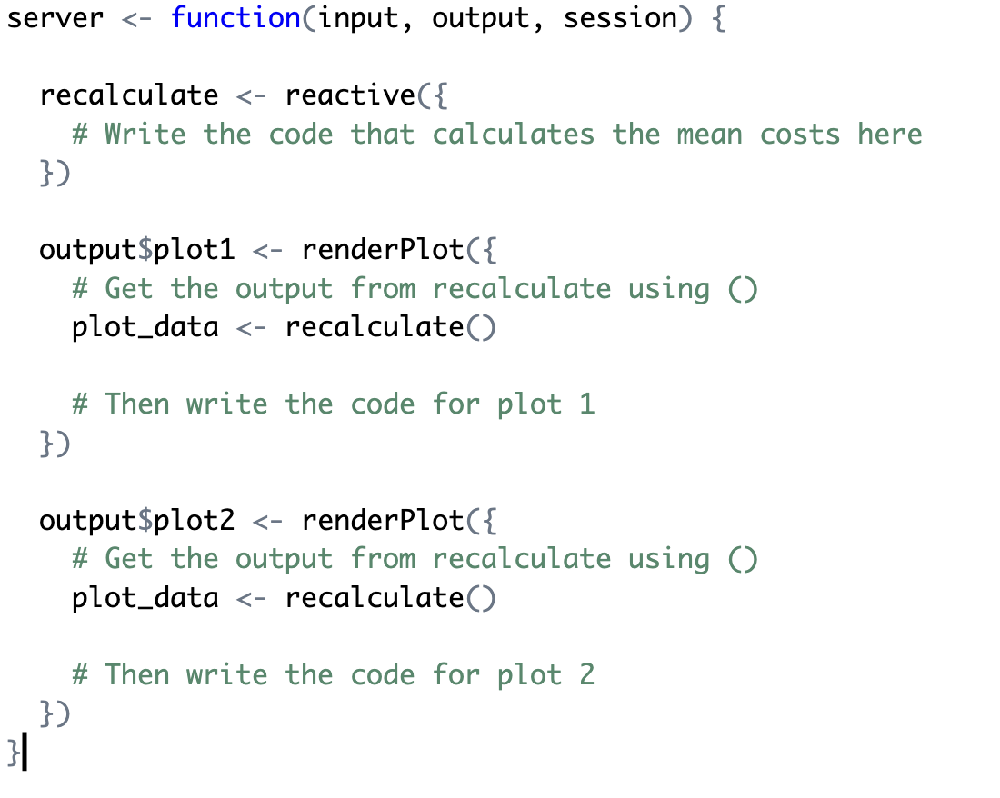 server <- function(input, output, session) {
recalculate <- reactive({
# Write the code that calculates the mean costs here
})
output$plot1 <- renderPlot({
# Get the output from recalculate using ()
plot_data <- recalculate()
# Then write the code for plot 1
})
output$plot2 <- renderPlot({
# Get the output from recalculate using ()
plot_data <- recalculate()
# Then write the code for plot 2
})
}